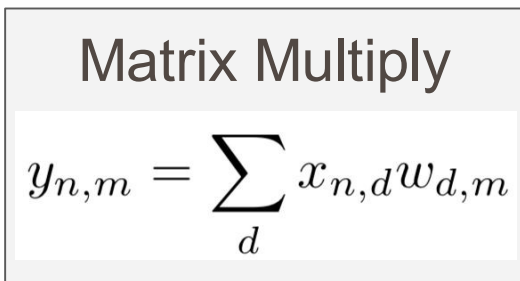 Matrix Multiply
$y_{n,m} = \sum_{d} x_{n,d} w_{d,m}$